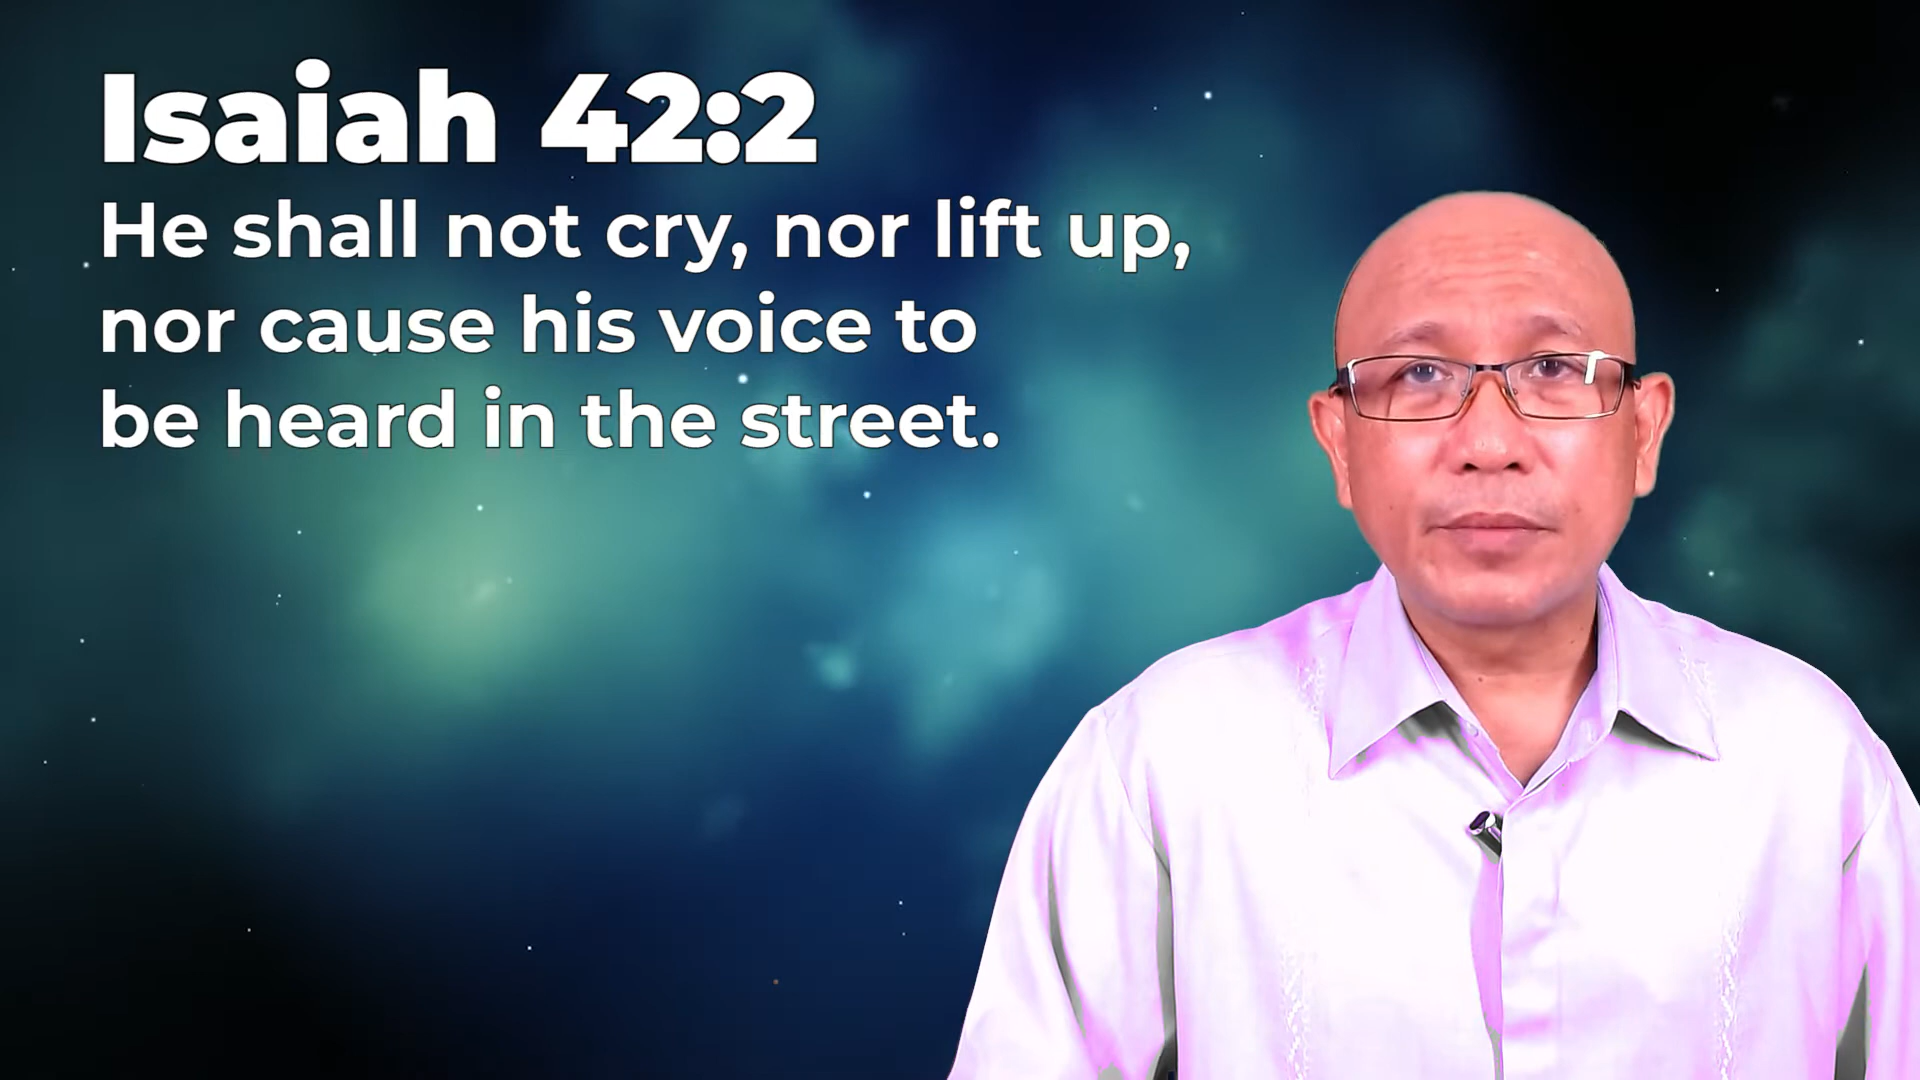 Isaiah 42:2
He shall not cry, nor lift up,
nor cause his voice to
be heard in the street.